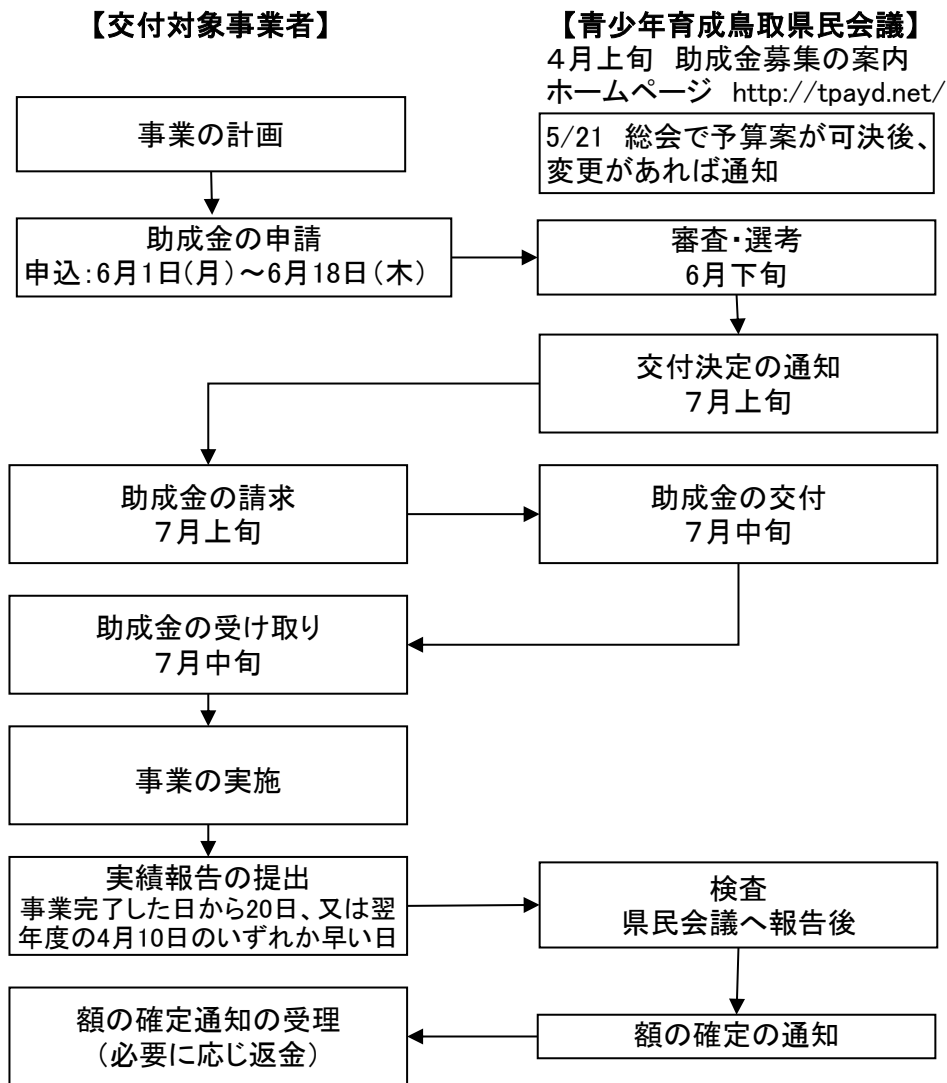 【交付対象事業者】
【青少年育成鳥取県民会議】
４月上旬　助成金募集の案内
ホームページ　http://tpayd.net/
5/21　総会で予算案が可決後、
変更があれば通知
事業の計画
助成金の申請
申込：6月1日（月）～6月18日（木）
審査・選考
6月下旬
交付決定の通知
７月上旬
助成金の請求
７月上旬
助成金の交付
７月中旬
助成金の受け取り
７月中旬
事業の実施
実績報告の提出
事業完了した日から20日、又は翌
年度の4月10日のいずれか早い日
検査
県民会議へ報告後
額の確定の通知
額の確定通知の受理
（必要に応じ返金）